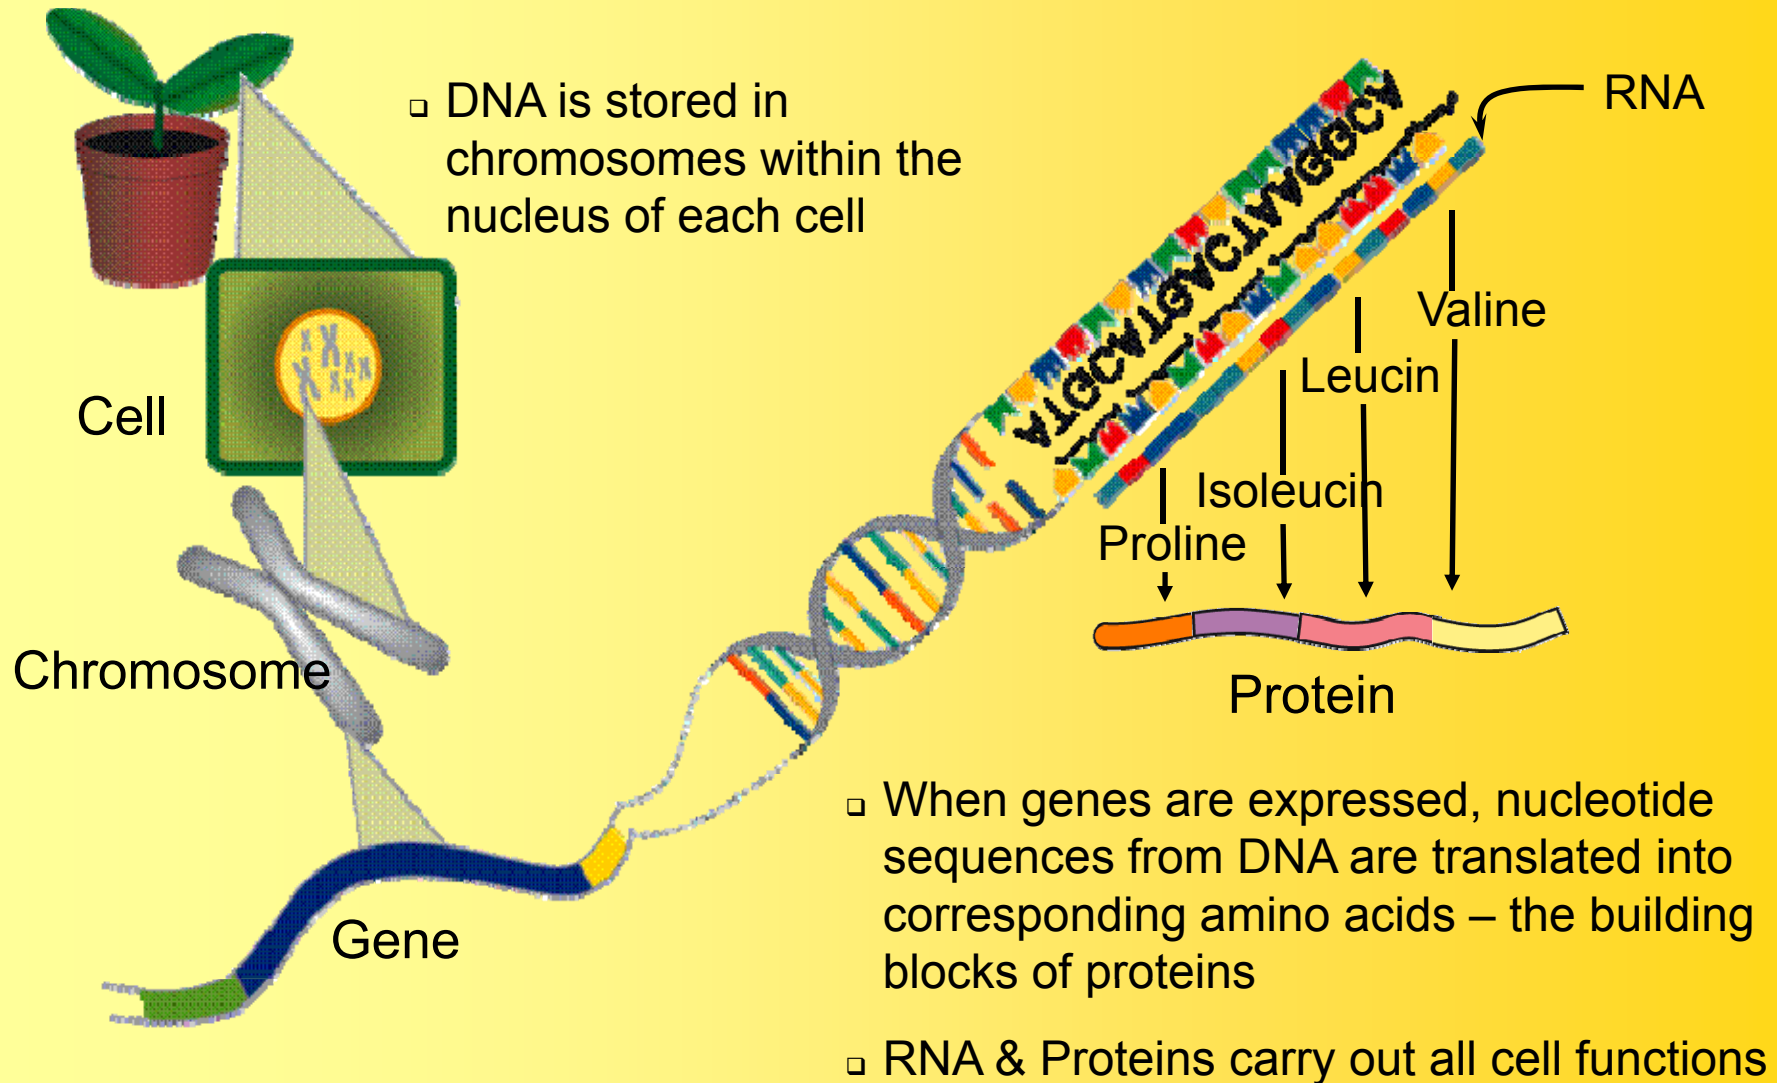 □ DNA is stored in
chromosomes within the
nucleus of each cell
RNA
Valine
Leucin
Cell
Isoleucin
Proline
Chromosome
Protein
□ When genes are expressed, nucleotide
sequences from DNA are translated into
corresponding amino acids – the building
blocks of proteins
Gene
□ RNA & Proteins carry out all cell functions